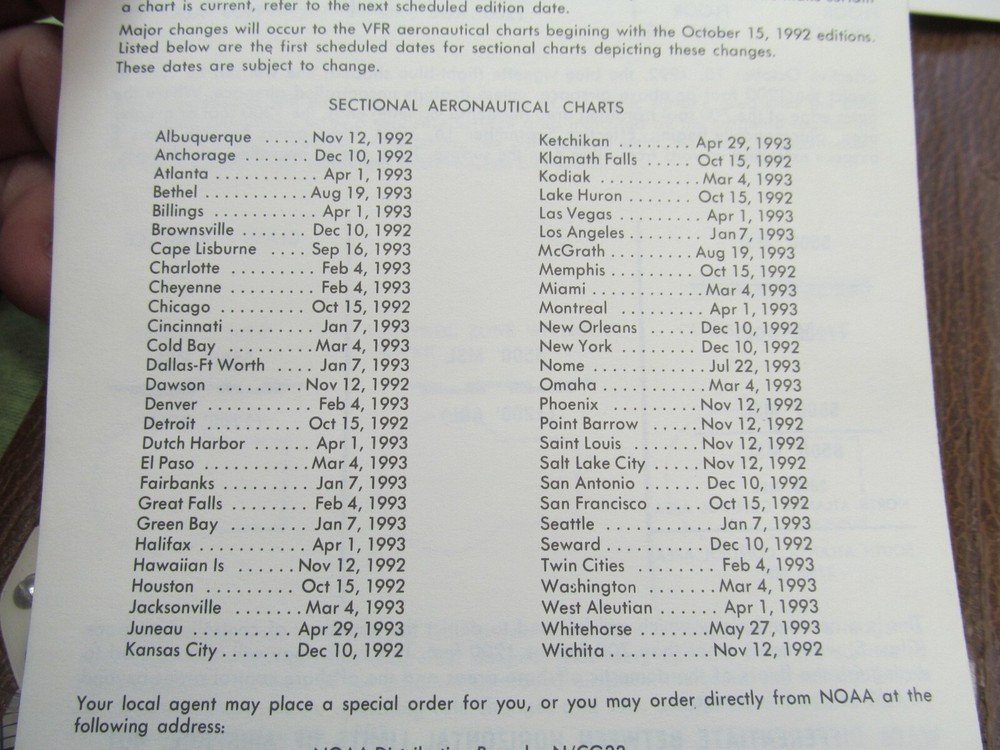 a chart is current, refer to the next scheduled edition date.
Major changes will occur to the VFR aeronautical charts begining with the October 15, 1992 editions.
Listed below are the first scheduled dates for sectional charts depicting these changes.
These dates are subject to change.
SECTIONAL AERONAUTICAL CHARTS
Albuquerque ..... Nov 12, 1992
Anchorage ....... Dec 10, 1992
Atlanta ........... Apr 1, 1993
Bethel ........... Aug 19, 1993
Billings ........... Apr 1, 1993
Brownsville ....... Dec 10, 1992
Cape Lisburne .... Sep 16, 1993
Charlotte ......... Feb 4, 1993
Cheyenne ......... Feb 4, 1993
Chicago ......... Oct 15, 1992
Cincinnati ......... Jan 7, 1993
Cold Bay ......... Mar 4, 1993
Dallas-Ft Worth .... Jan 7, 1993
Dawson ......... Nov 12, 1992
Denver ........... Feb 4, 1993
Detroit ........... Oct 15, 1992
Dutch Harbor ....... Apr 1, 1993
El Paso ........... Mar 4, 1993
Fairbanks ......... Jan 7, 1993
Great Falls ........ Feb 4, 1993
Green Bay ......... Jan 7, 1993
Halifax ........... Apr 1, 1993
Hawaiian Is ...... Nov 12, 1992
Houston ......... Oct 15, 1992
Jacksonville ....... Mar 4, 1993
Juneau ......... Apr 29, 1993
Kansas City ....... Dec 10, 1992
Ketchikan ........ Apr 29, 1993
Klamath Falls ..... Oct 15, 1992
Kodiak .......... Mar 4, 1993
Lake Huron ....... Oct 15, 1992
Las Vegas ......... Apr 1, 1993
Los Angeles ....... Jan 7, 1993
McGrath ......... Aug 19, 1993
Memphis ......... Oct 15, 1992
Miami ........... Mar 4, 1993
Montreal ......... Apr 1, 1993
New Orleans ...... Dec 10, 1992
New York ........ Dec 10, 1992
Nome ........... Jul 22, 1993
Omaha .......... Mar 4, 1993
Phoenix ......... Nov 12, 1992
Point Barrow ..... Nov 12, 1992
Saint Louis ...... Nov 12, 1992
Salt Lake City ..... Nov 12, 1992
San Antonio ...... Dec 10, 1992
San Francisco ..... Oct 15, 1992
Seattle ........... Jan 7, 1993
Seward .......... Dec 10, 1992
Twin Cities ........ Feb 4, 1993
Washington ....... Mar 4, 1993
West Aleutian ..... Apr 1, 1993
Whitehorse ....... May 27, 1993
Wichita .......... Nov 12, 1992
Your local agent may place a special order for you, or you may order directly from NOAA at the
following address: